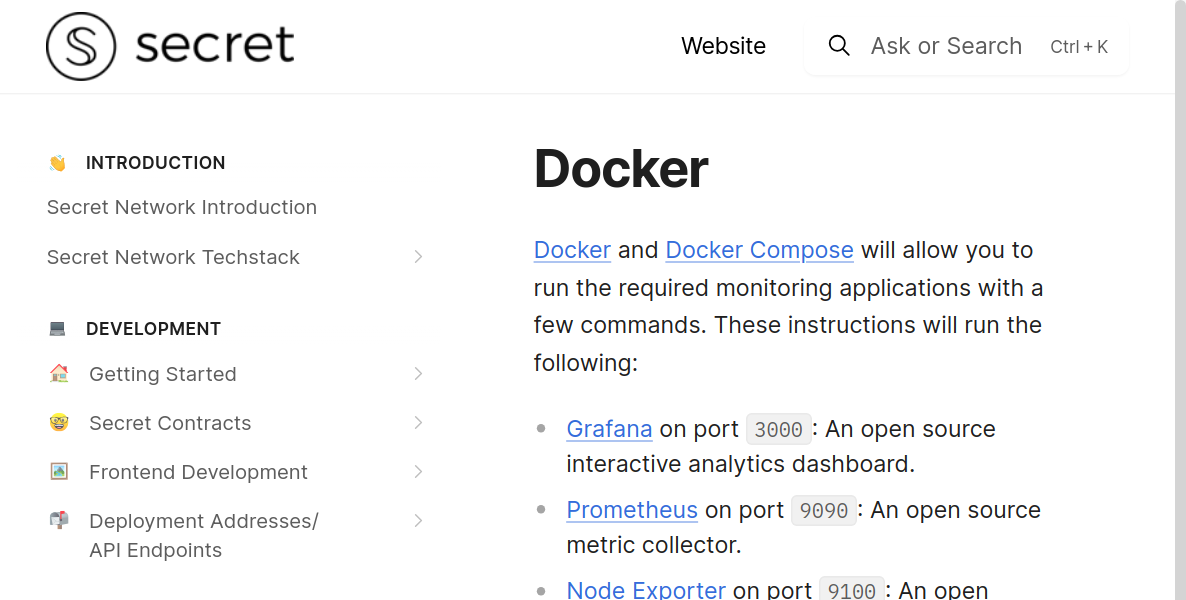 secret
Website
Ask or Search Ctrl + K
INTRODUCTION
Secret Network Introduction
Secret Network Techstack
DEVELOPMENT
Getting Started
Secret Contracts
Frontend Development
Deployment Addresses/
API Endpoints
Docker
Docker and Docker Compose will allow you to
run the required monitoring applications with a
few commands. These instructions will run the
following:
Grafana on port 3000: An open source
interactive analytics dashboard.
Prometheus on port 9090: An open source
metric collector.
Node Exporter on port 9100: An open